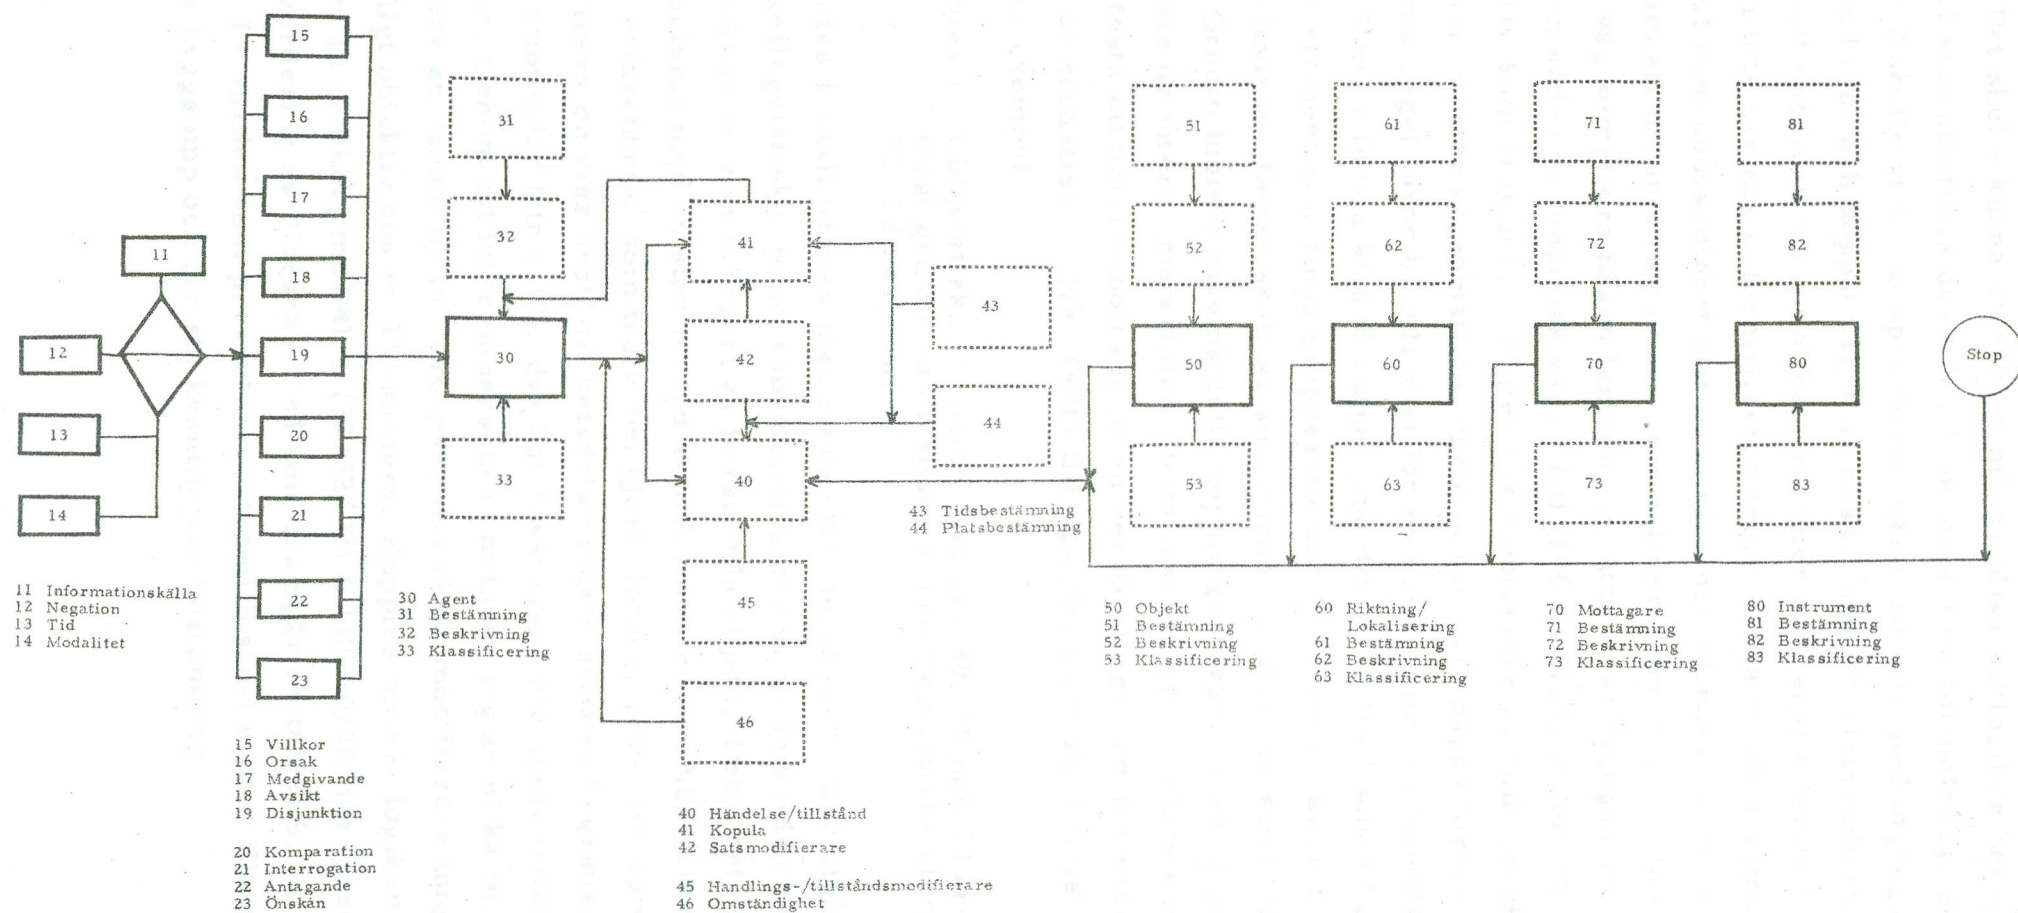 15
16
17
18
19
20
21
22
23
11
12
13
14
31
32
30
33
41
42
40
45
46
43
44
51
52
50
53
61
62
60
63
71
72
70
73
81
82
80
83
Stop
11 Informationskälla
12 Negation
13 Tid
14 Modalitet
15 Villkor
16 Orsak
17 Medgivande
18 Avsikt
19 Disjunktion
20 Komparation
21 Interrogation
22 Antagande
23 Önskan
30 Agent
31 Bestämning
32 Beskrivning
33 Klassificering
40 Händelse/tillstånd
41 Kopula
42 Satsmodifierare
45 Handlings-/tillståndsmodifierare
46 Omständighet
43 Tidsbestämning
44 Platsbestämning
50 Objekt
51 Bestämning
52 Beskrivning
53 Klassificering
60 Riktning/
Lokalisering
61 Bestämning
62 Beskrivning
63 Klassificering
70 Mottagare
71 Bestämning
72 Beskrivning
73 Klassificering
80 Instrument
81 Bestämning
82 Beskrivning
83 Klassificering